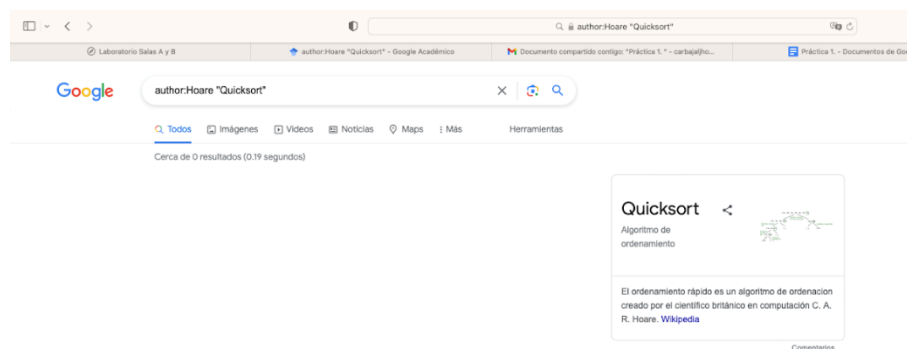 author:Hoare "Quicksort"
Laboratorio Salas A y B
author:Hoare "Quicksort" - Google Académico
Documento compartido contigo: "Práctica 1. " - carbajaljho...
Práctica 1. - Documentos de Goo
Google
author:Hoare "Quicksort"
Todos Imágenes Videos Noticias Maps Más Herramientas
Cerca de 0 resultados (0.19 segundos)
Quicksort
Algoritmo de
ordenamiento
El ordenamiento rápido es un algoritmo de ordenacion
creado por el científico británico en computación C. A.
R. Hoare. Wikipedia
Comentarios